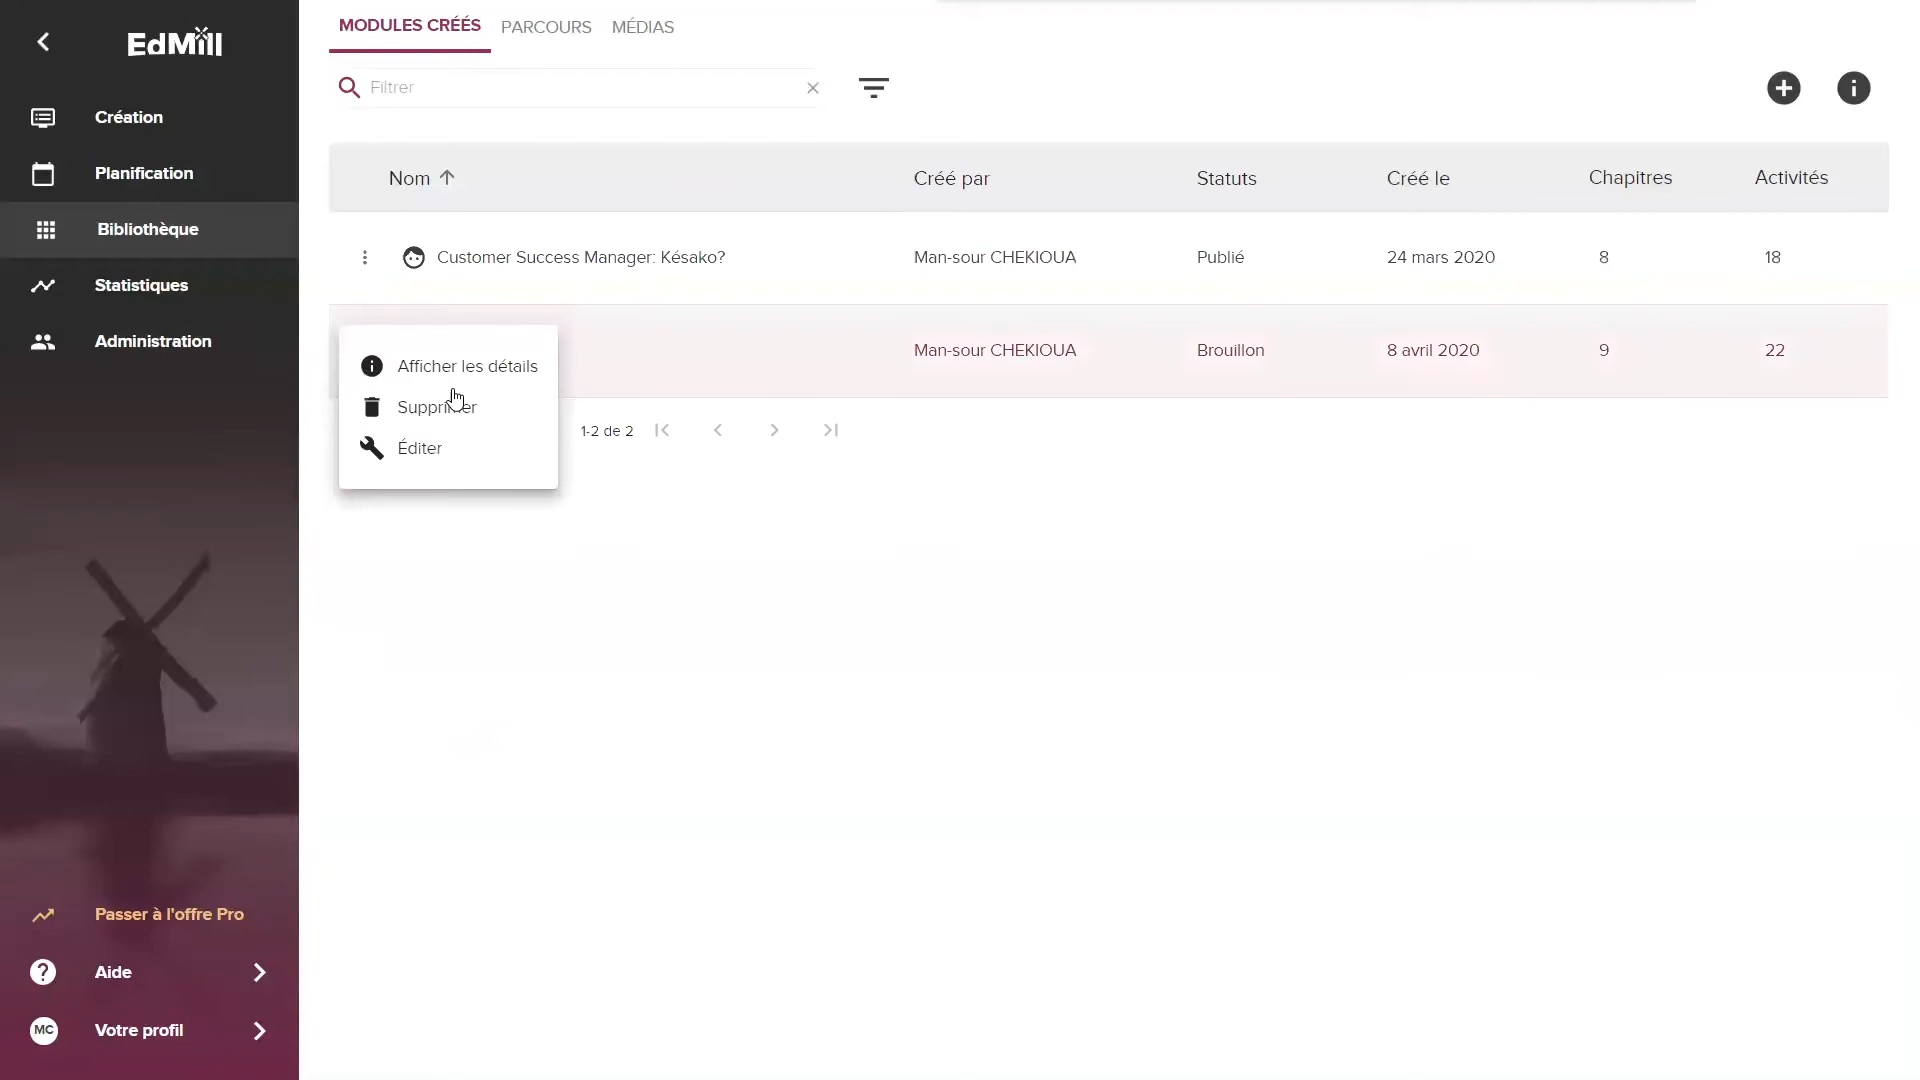 EdMill
Création
Planification
Bibliothèque
Statistiques
Administration
Passer à l'offre Pro
Aide
MC
Votre profil
MODULES CRÉÉS PARCOURS MÉDIAS
Filtrer
Nom Créé par Statuts Créé le Chapitres Activités
Customer Success Manager: Késako? Man-sour CHEKIOUA Publié 24 mars 2020 8 18
Man-sour CHEKIOUA Brouillon 8 avril 2020 9 22
Afficher les détails
Supprimer
Éditer
1-2 de 2